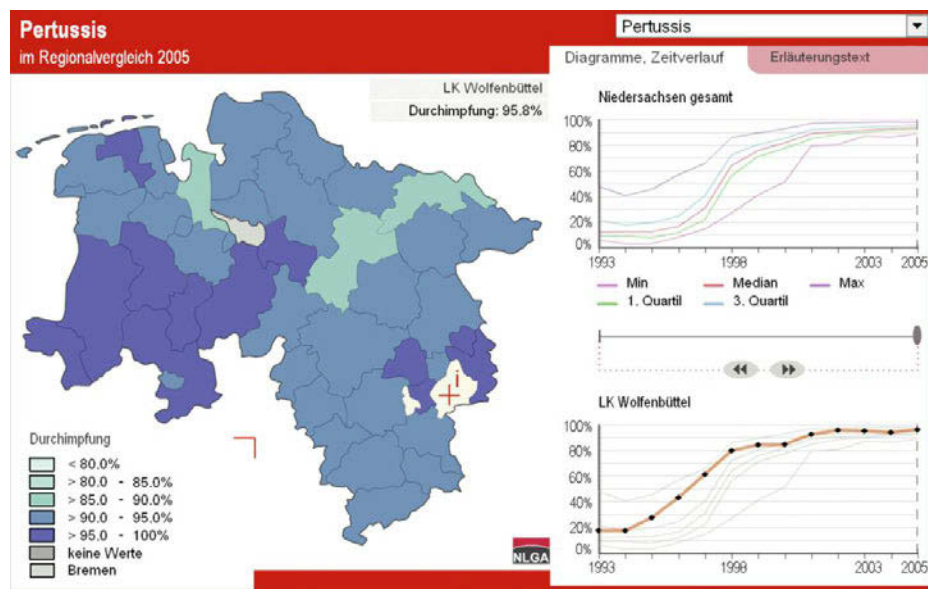 Pertussis
im Regionalvergleich 2005
Pertussis
Diagramme, Zeitverlauf
Erläuterungstext
LK Wolfenbüttel
Durchimpfung: 95.8%
i
Niedersachsen gesamt
100%
80%
60%
40%
20%
0%
1993
1998
2003
2005
Min
Median
Max
1. Quartil
3. Quartil
LK Wolfenbüttel
100%
80%
60%
40%
20%
0%
1993
1998
2003
2005
Durchimpfung
< 80.0%
> 80.0 - 85.0%
> 85.0 - 90.0%
> 90.0 - 95.0%
> 95.0 - 100%
keine Werte
Bremen
NLGA